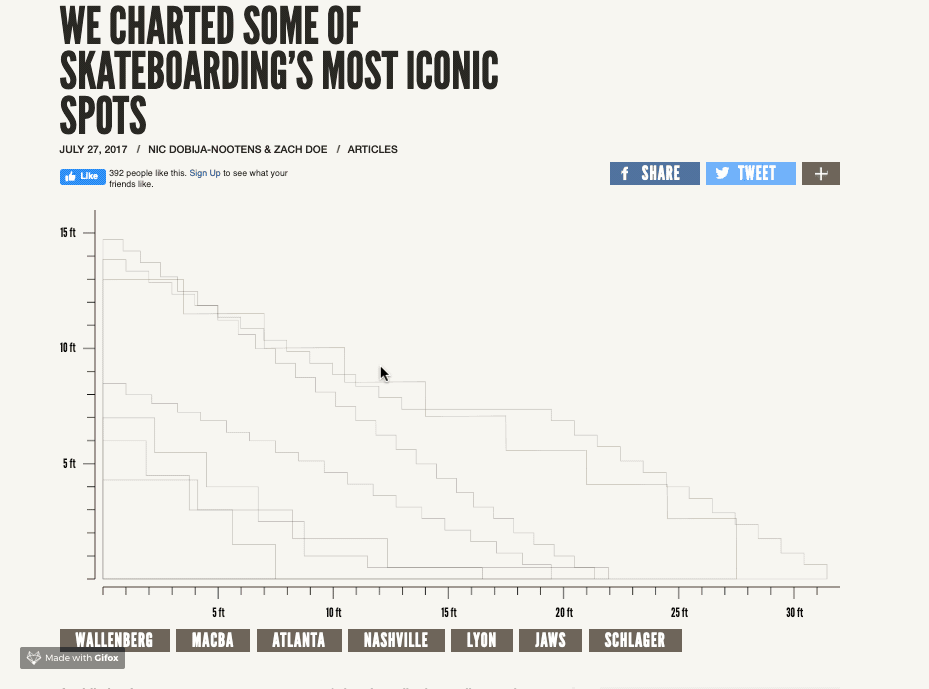 WE CHARTED SOME OF
SKATEBOARDING'S MOST ICONIC
SPOTS
JULY 27, 2017 / NIC DOBIJA-NOOTENS & ZACH DOE / ARTICLES
Like 392 people like this. Sign Up to see what your
friends like.
SHARE TWEET +
15 ft
10 ft
5 ft
5 ft 10 ft 15 ft 20 ft 25 ft 30 ft
WALLENBERG MACBA ATLANTA NASHVILLE LYON JAWS SCHLAGER
Made with Gifox